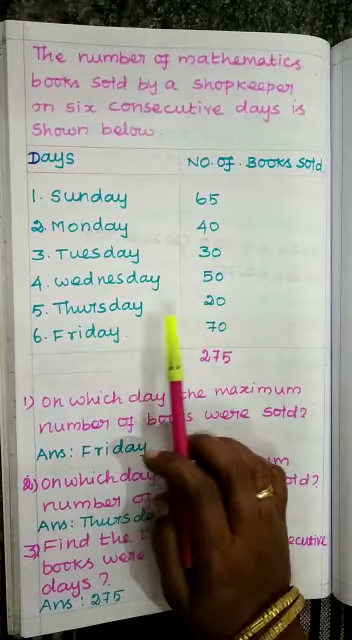 The number of mathematics
books sold by a shopkeeper
on six consecutive days is
shown below.
Days No. of. Books Sold.
1. Sunday 65
2. Monday 40
3. Tuesday 30
4. Wednesday 50
5. Thursday 20
6. Friday. 70
275
1) On which day the maximum
number of books were sold?
Ans: Friday
2) On which day
number of sold?
Ans: Thursday
3) Find the
books were
days?
Ans: 275